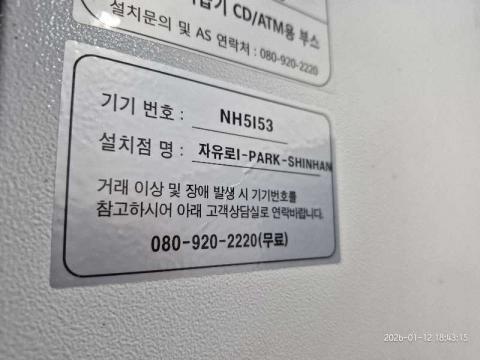 급기 CD/ATM용 부스
설치문의 및 AS 연락처 : 080-920-2220
기기 번호 : NH5153
설치점 명 : 자유로I-PARK-SHINHAN
거래 이상 및 장애 발생 시 기기번호를
참고하시어 아래 고객상담실로 연락바랍니다.
080-920-2220(무료)
2026-01-12 18:43:15